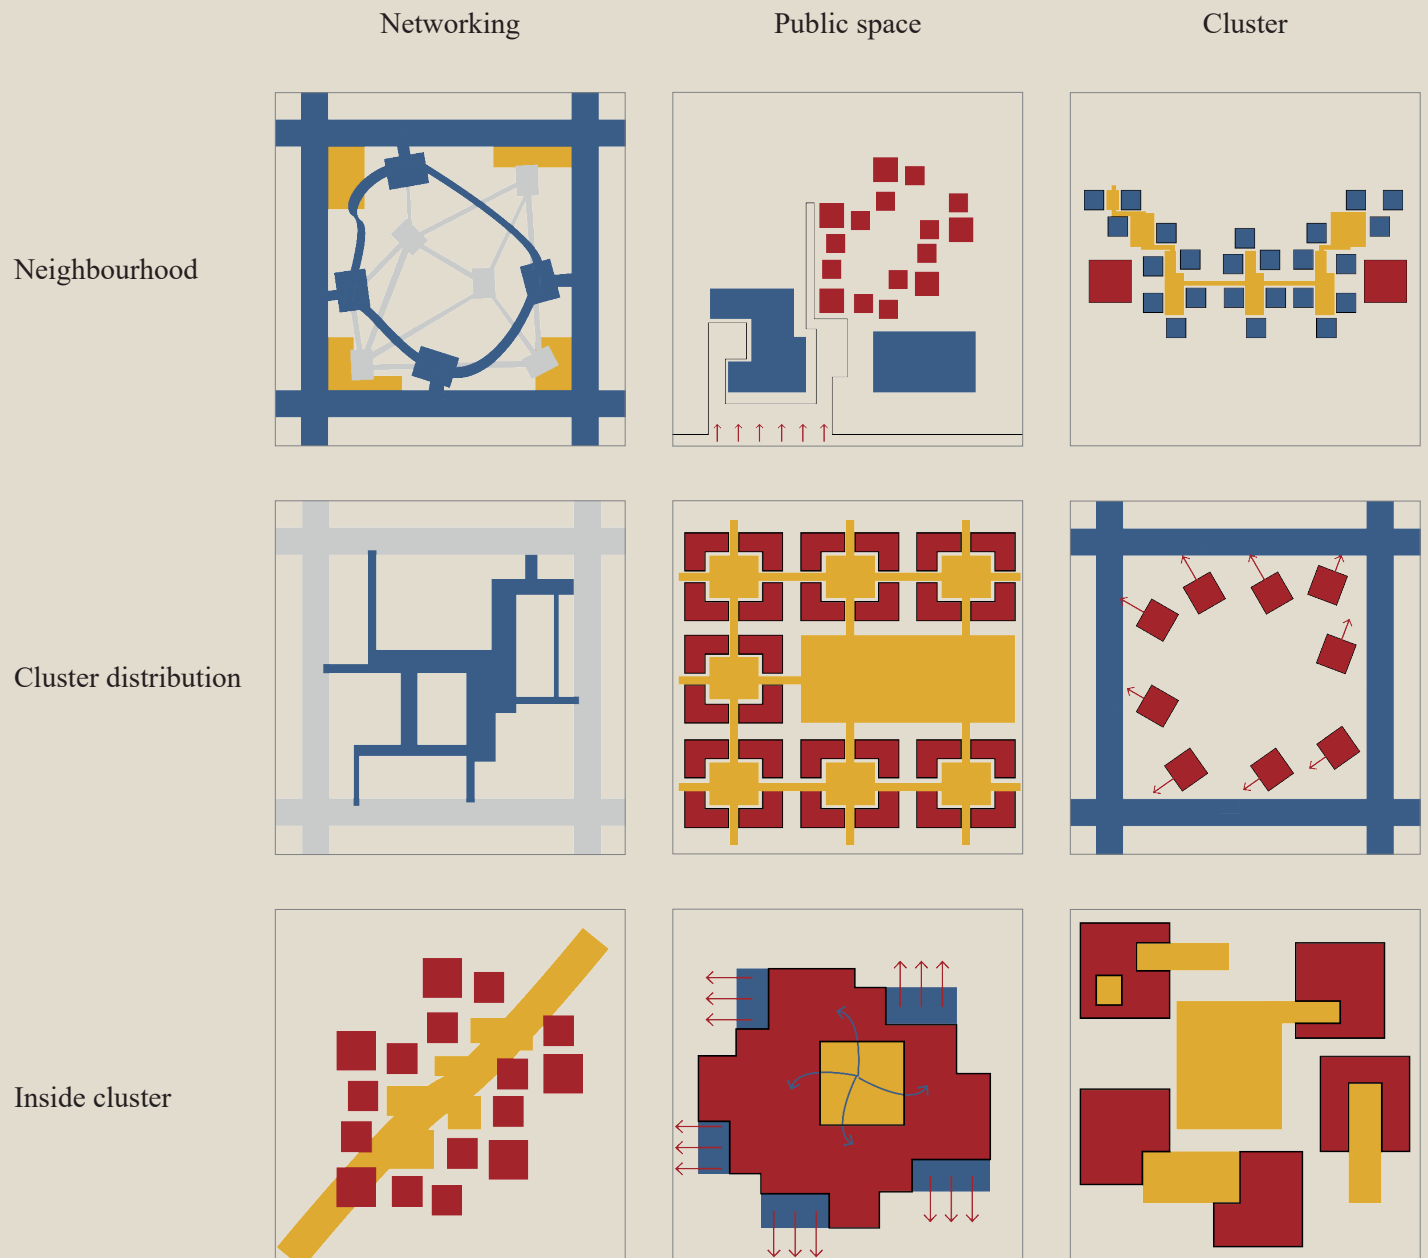 Networking
Public space
Cluster
Neighbourhood
Cluster distribution
Inside cluster